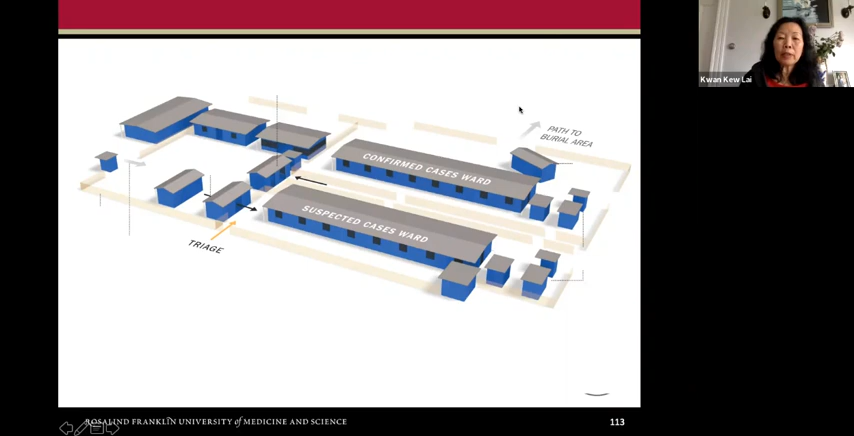 Kwan Kew Lai
PATH TO
BURIAL AREA
CONFIRMED CASES WARD
SUSPECTED CASES WARD
TRIAGE
ROSALIND FRANKLIN UNIVERSITY of MEDICINE AND SCIENCE
113